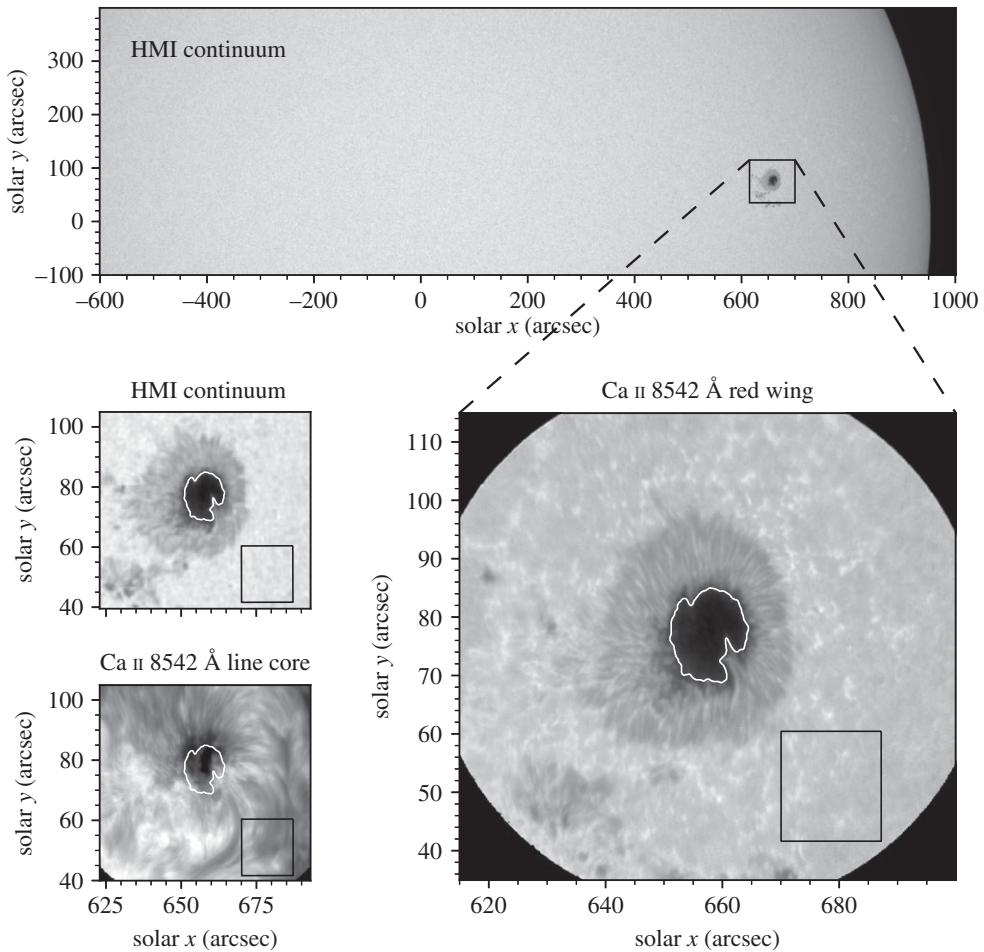 HMI continuum
300
200
100
0
–100
solar y (arcsec)
–600 –400 –200 0 200 400 600 800 1000
solar x (arcsec)
HMI continuum
100
80
60
40
solar y (arcsec)
Ca II 8542 Å line core
100
80
60
40
solar y (arcsec)
625 650 675
solar x (arcsec)
Ca II 8542 Å red wing
110
100
90
80
70
60
50
40
solar y (arcsec)
620 640 660 680
solar x (arcsec)